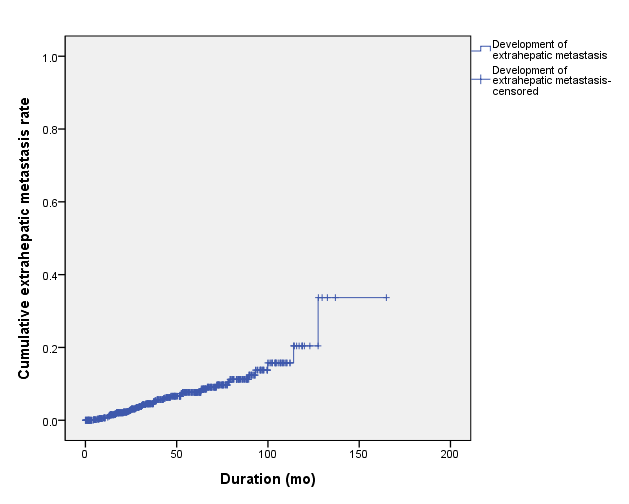 Development of
extrahepatic metastasis
Development of
extrahepatic metastasis-
censored
Cumulative extrahepatic metastasis rate
1.0
0.8
0.6
0.4
0.2
0.0
0
50
100
150
200
Duration (mo)